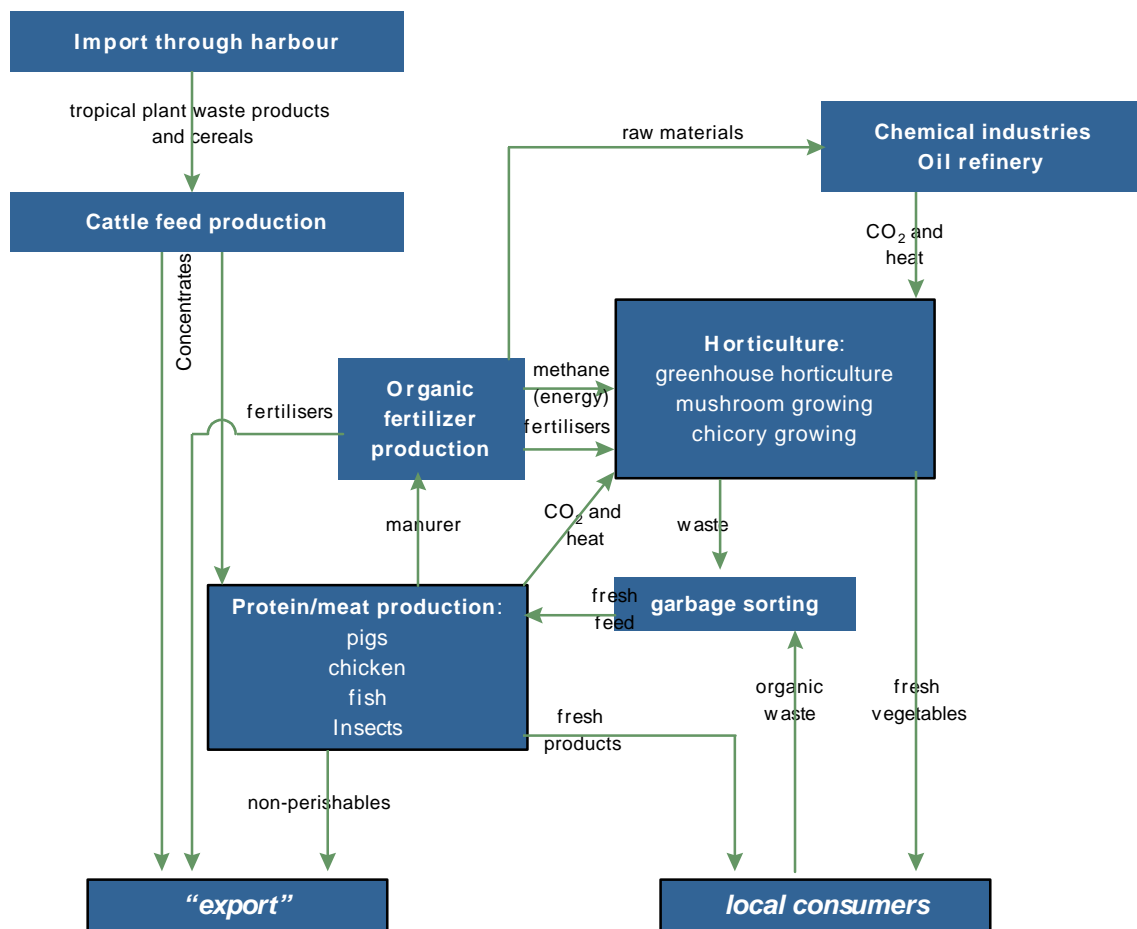 Import through harbour
tropical plant waste products
and cereals
raw materials
Chemical industries
Oil refinery
Cattle feed production
CO₂ and
heat
Concentrates
Horticulture:
greenhouse horticulture
mushroom growing
chicory growing
methane
(energy)
fertilisers
Organic
fertilizer
production
fertilisers
manurer
CO₂ and
heat
waste
Protein/meat production:
pigs
chicken
fish
Insects
fresh
feed
garbage sorting
organic
waste
fresh
vegetables
fresh
products
non-perishables
“export”
local consumers